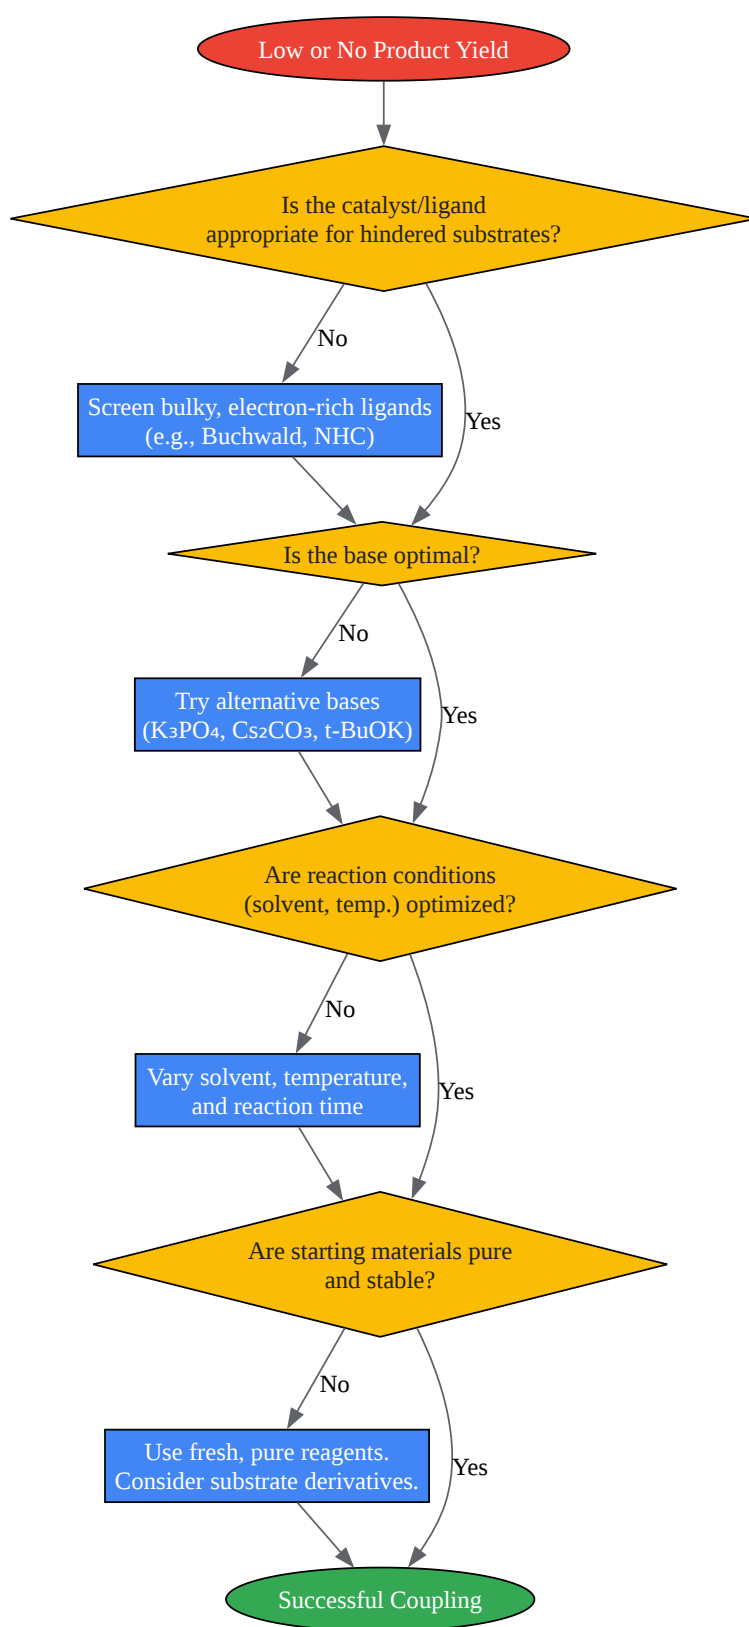 Low or No Product Yield
Is the catalyst/ligand
appropriate for hindered substrates?
No
Screen bulky, electron-rich ligands
(e.g., Buchwald, NHC)
Yes
Is the base optimal?
No
Try alternative bases
(K₃PO₄, Cs₂CO₃, t-BuOK)
Yes
Are reaction conditions
(solvent, temp.) optimized?
No
Vary solvent, temperature,
and reaction time
Yes
Are starting materials pure
and stable?
No
Use fresh, pure reagents.
Consider substrate derivatives.
Yes
Successful Coupling